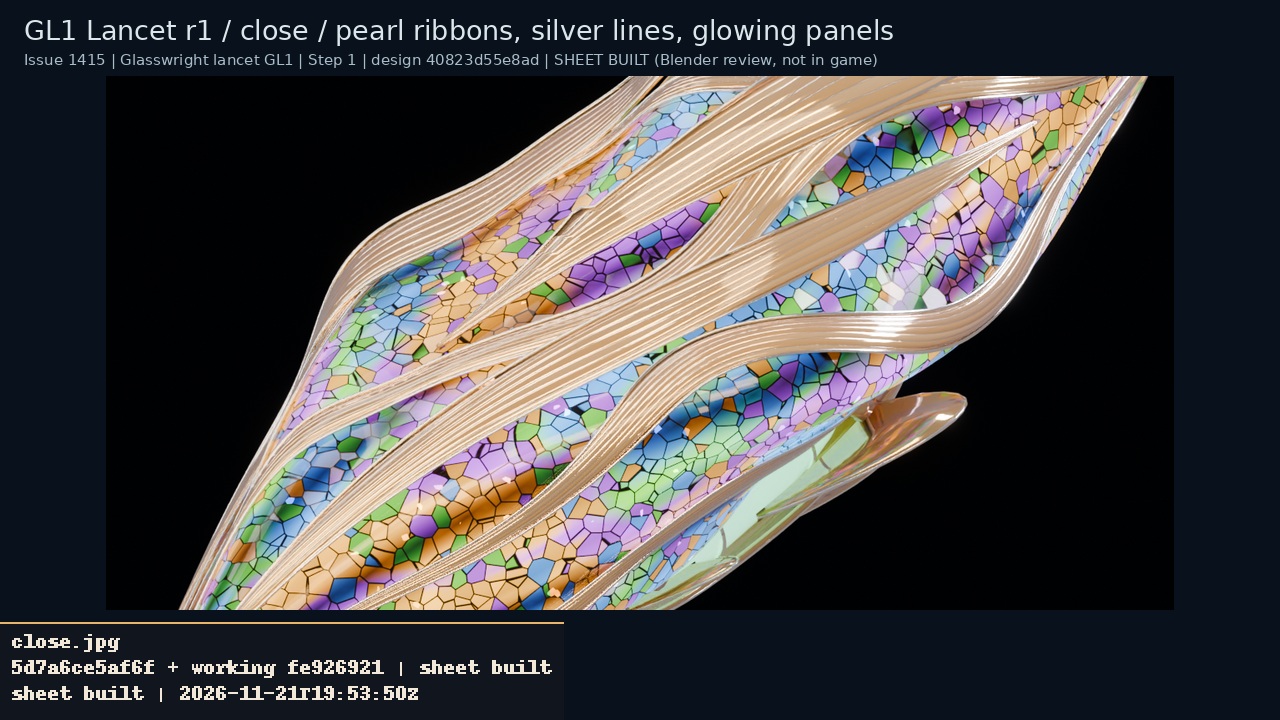 GL1 Lancet r1 / close / pearl ribbons, silver lines, glowing panels
Issue 1415 | Glasswright lancet GL1 | Step 1 | design 40823d55e8ad | SHEET BUILT (Blender review, not in game)
close.jpg
5d7a6ce5af6f + working fe926921 | sheet built
sheet built | 2026-11-21T19:53:50Z